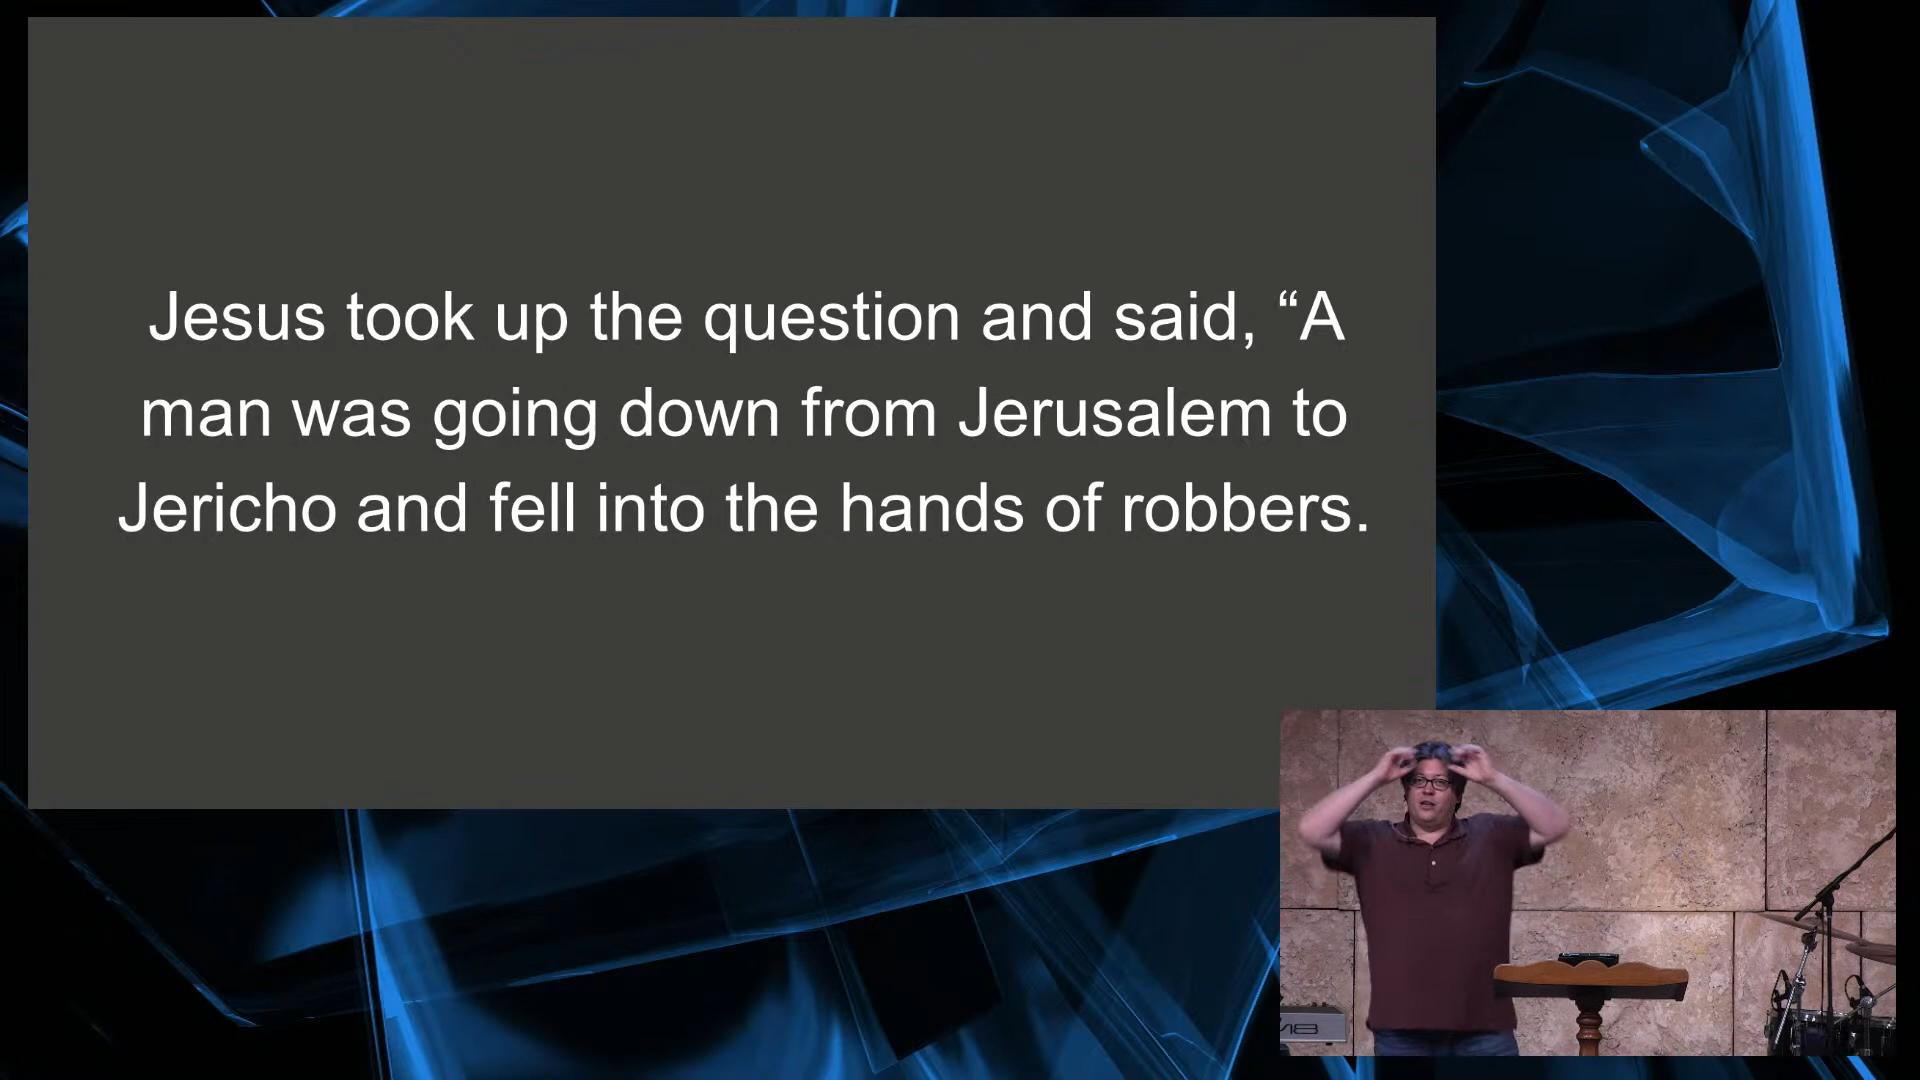 Jesus took up the question and said, “A
man was going down from Jerusalem to
Jericho and fell into the hands of robbers.